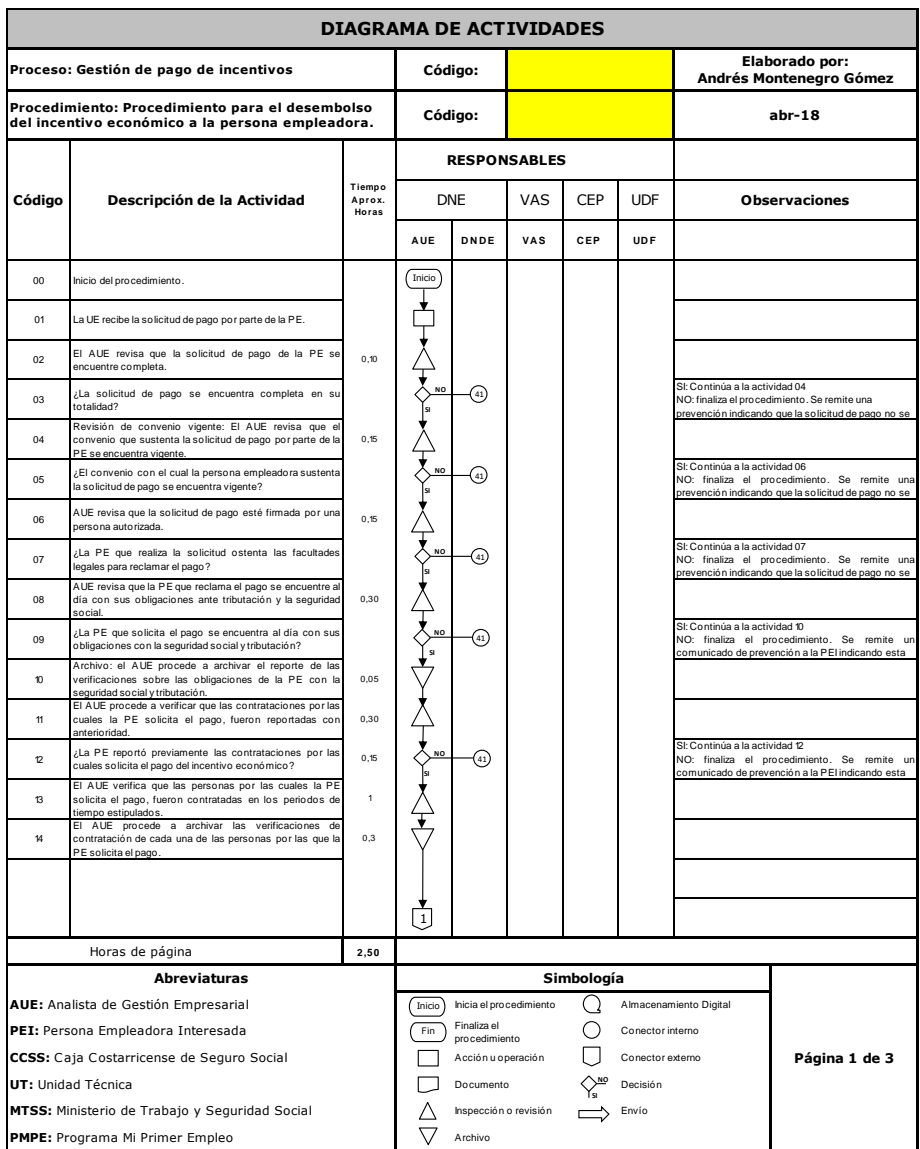 DIAGRAMA DE ACTIVIDADES
Proceso: Gestión de pago de incentivos
Código:
Elaborado por:
Andrés Montenegro Gómez
Procedimiento: Procedimiento para el desembolso
del incentivo económico a la persona empleadora.
Código:
abr-18
Código
Descripción de la Actividad
Tiempo
Aprox.
Horas
RESPONSABLES
DNE VAS CEP UDF
AUE DNDE VAS CEP UDF
Observaciones
00
Inicio del procedimiento.
Inicio
01
La UE recibe la solicitud de pago por parte de la PE.
02
El AUE revisa que la solicitud de pago de la PE se
encuentre completa.
0,10
03
¿La solicitud de pago se encuentra completa en su
totalidad?
NO
41
SI
SI: Continúa a la actividad 04
NO: finaliza el procedimiento. Se remite una
prevención indicando que la solicitud de pago no se
04
Revisión de convenio vigente: El AUE revisa que el
convenio que sustenta la solicitud de pago por parte de la
PE se encuentra vigente.
0,15
05
¿El convenio con el cual la persona empleadora sustenta
la solicitud de pago se encuentra vigente?
NO
41
SI
SI: Continúa a la actividad 06
NO: finaliza el procedimiento. Se remite una
prevención indicando que la solicitud de pago no se
06
AUE revisa que la solicitud de pago esté firmada por una
persona autorizada.
0,15
07
¿La PE que realiza la solicitud ostenta las facultades
legales para reclamar el pago?
NO
41
SI
SI: Continúa a la actividad 07
NO: finaliza el procedimiento. Se remite una
prevención indicando que la solicitud de pago no se
08
AUE revisa que la PE que reclama el pago se encuentre al
día con sus obligaciones ante tributación y la seguridad
social.
0,30
09
¿La PE que solicita el pago se encuentra al día con sus
obligaciones con la seguridad social y tributación?
NO
41
SI
SI: Continúa a la actividad 10
NO: finaliza el procedimiento. Se remite un
comunicado de prevención a la PEI indicando esta
10
Archivo: el AUE procede a archivar el reporte de las
verificaciones sobre las obligaciones de la PE con la
seguridad social y tributación.
0,05
11
El AUE procede a verificar que las contrataciones por las
cuales la PE solicita el pago, fueron reportadas con
anterioridad.
0,30
12
¿La PE reportó previamente las contrataciones por las
cuales solicita el pago del incentivo económico?
0,15
NO
41
SI
SI: Continúa a la actividad 12
NO: finaliza el procedimiento. Se remite un
comunicado de prevención a la PEI indicando esta
13
El AUE verifica que las personas por las cuales la PE
solicita el pago, fueron contratadas en los periodos de
tiempo estipulados.
1
14
El AUE procede a archivar las verificaciones de
contratación de cada una de las personas por las que la
PE solicita el pago.
0,3
1
Horas de página
2,50
Abreviaturas
AUE: Analista de Gestión Empresarial
PEI: Persona Empleadora Interesada
CCSS: Caja Costarricense de Seguro Social
UT: Unidad Técnica
MTSS: Ministerio de Trabajo y Seguridad Social
PMPE: Programa Mi Primer Empleo
Simbología
Inicio Inicia el procedimiento
Fin Finaliza el
procedimiento
Acción u operación
Documento
Inspección o revisión
Archivo
Almacenamiento Digital
Conector interno
Conector externo
NO
SI
Decisión
Envío
Página 1 de 3